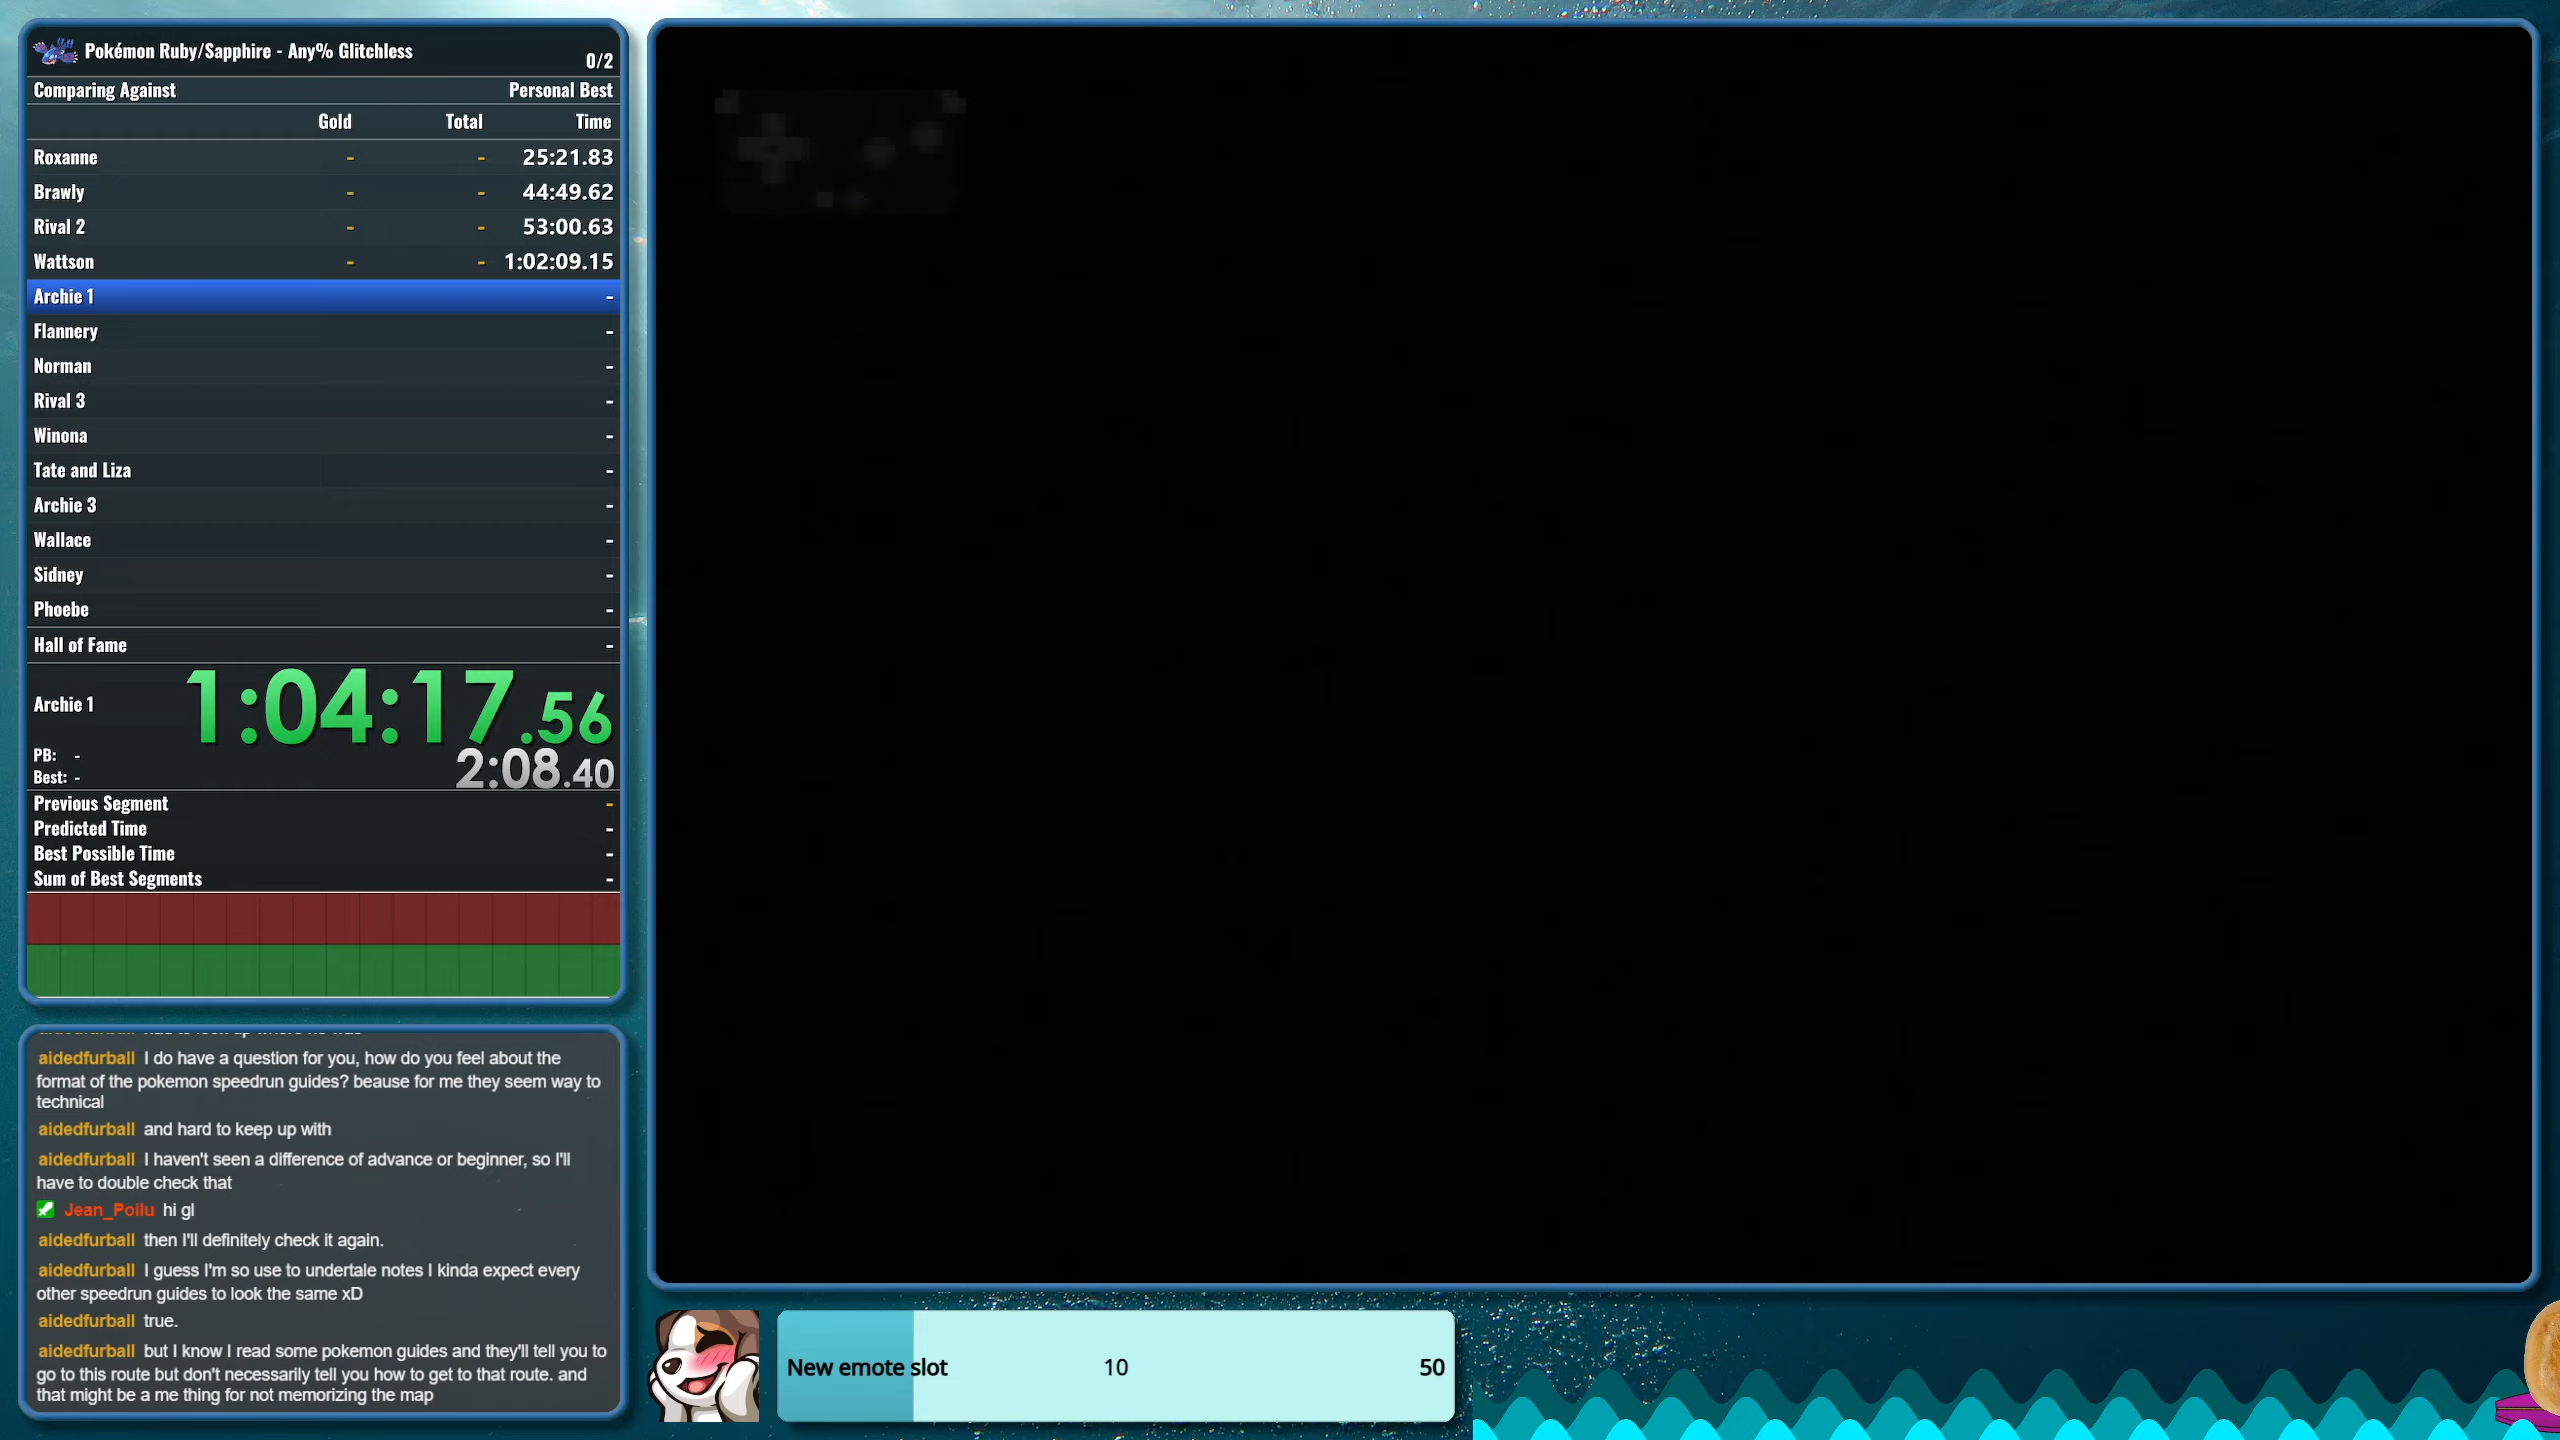 Pokémon Ruby/Sapphire - Any% Glitchless
0/2
Comparing Against Personal Best
Gold Total Time
Roxanne - - 25:21.83
Brawly - - 44:49.62
Rival 2 - - 53:00.63
Wattson - - 1:02:09.15
Archie 1 -
Flannery -
Norman -
Rival 3 -
Winona -
Tate and Liza -
Archie 3 -
Wallace -
Sidney -
Phoebe -
Hall of Fame -
Archie 1 1:04:17.56
PB: -
Best: - 2:08.40
Previous Segment -
Predicted Time -
Best Possible Time -
Sum of Best Segments -
aidedfurball I do have a question for you, how do you feel about the
format of the pokemon speedrun guides? beause for me they seem way to
technical
aidedfurball and hard to keep up with
aidedfurball I haven't seen a difference of advance or beginner, so I'll
have to double check that
Jean_Poilu hi gl
aidedfurball then I'll definitely check it again.
aidedfurball I guess I'm so use to undertale notes I kinda expect every
other speedrun guides to look the same xD
aidedfurball true.
aidedfurball but I know I read some pokemon guides and they'll tell you to
go to this route but don't necessarily tell you how to get to that route. and
that might be a me thing for not memorizing the map
New emote slot 10 50